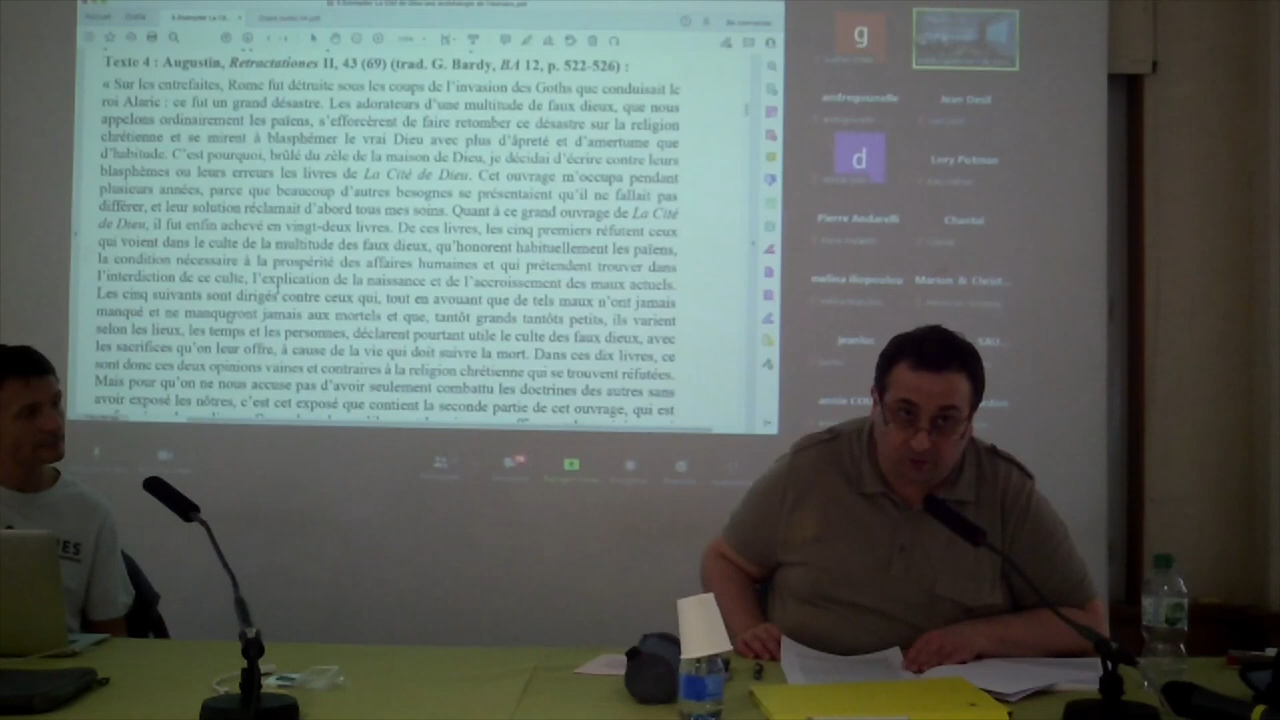 Texte 4 : Augustin, Retractationes II, 43 (69) (trad. G. Bardy, BA 12, p. 522-526) :
« Sur les entrefaites, Rome fut détruite sous les coups de l'invasion des Goths que conduisait le
roi Alaric : ce fut un grand désastre. Les adorateurs d'une multitude de faux dieux, que nous
appelons ordinairement les païens, s'efforcèrent de faire retomber ce désastre sur la religion
chrétienne et se mirent à blasphémer le vrai Dieu avec plus d'âpreté et d'amertume que
d'habitude. C'est pourquoi, brûlé du zèle de la maison de Dieu, je décidai d'écrire contre leurs
blasphèmes ou leurs erreurs les livres de La Cité de Dieu. Cet ouvrage m'occupa pendant
plusieurs années, parce que beaucoup d'autres besognes se présentaient qu'il ne fallait pas
différer, et leur solution réclamait d'abord tous mes soins. Quant à ce grand ouvrage de La Cité
de Dieu, il fut enfin achevé en vingt-deux livres. De ces livres, les cinq premiers réfutent ceux
qui voient dans le culte de la multitude des faux dieux, qu'honorent habituellement les païens,
la condition nécessaire à la prospérité des affaires humaines et qui prétendent trouver dans
l'interdiction de ce culte, l'explication de la naissance et de l'accroissement des maux actuels.
Les cinq suivants sont dirigés contre ceux qui, tout en avouant que de tels maux n'ont jamais
manqué et ne manqueront jamais aux mortels et que, tantôt grands tantôts petits, ils varient
selon les lieux, les temps et les personnes, déclarent pourtant utile le culte des faux dieux, avec
les sacrifices qu'on leur offre, à cause de la vie qui doit suivre la mort. Dans ces dix livres, ce
sont donc ces deux opinions vaines et contraires à la religion chrétienne qui se trouvent réfutées.
Mais pour qu'on ne nous accuse pas d'avoir seulement combattu les doctrines des autres sans
avoir exposé les nôtres, c'est cet exposé que contient la seconde partie de cet ouvrage, qui est
g
andregounelle
Jean Desil
d
Lory Putman
Pierre Andarelli
Chantal
melina iliopoulou
Marion & Christ...
SAU...
ES